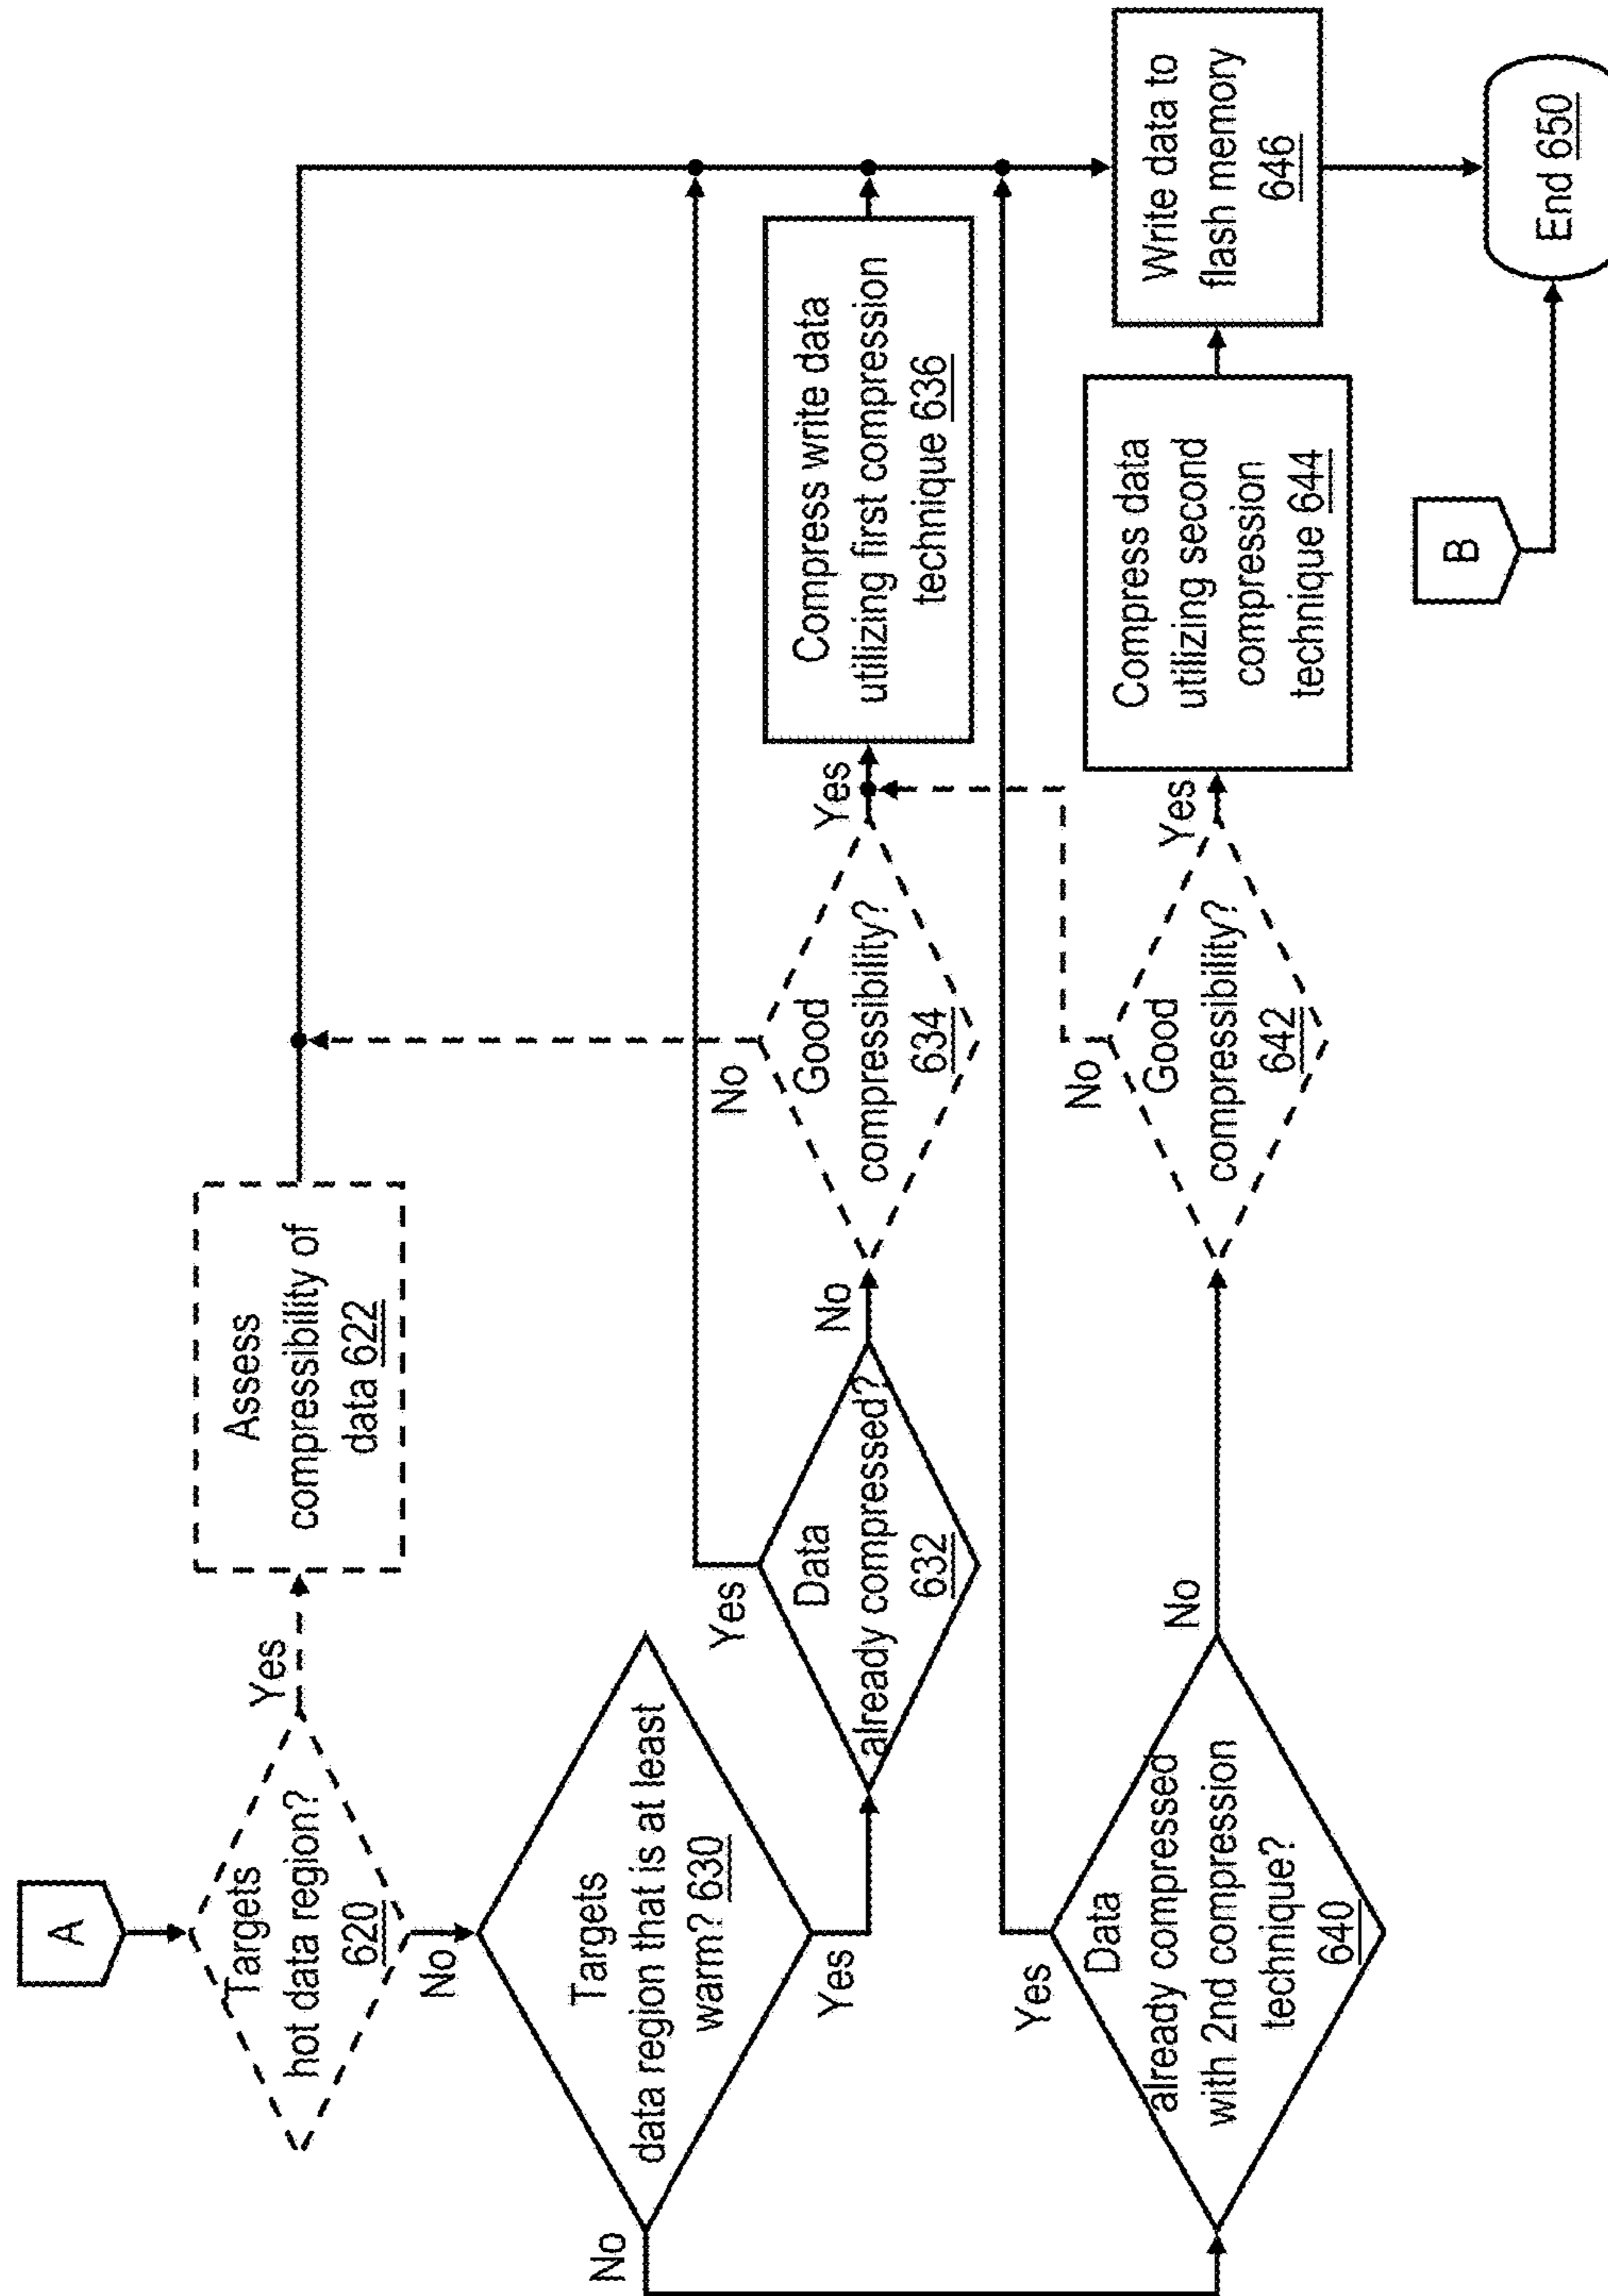 A
Targets
hot data region?
620
Yes
No
Assess
compressibility of
data 622
Targets
data region that is at least
warm? 630
No
Yes
Data
already compressed?
632
Yes
No
Good
compressibility?
634
No
Yes
Compress write data
utilizing first compression
technique 636
Data
already compressed
with 2nd compression
technique?
640
Yes
No
Good
compressibility?
642
No
Yes
Compress data
utilizing second
compression
technique 644
Write data to
flash memory
646
B
End 650